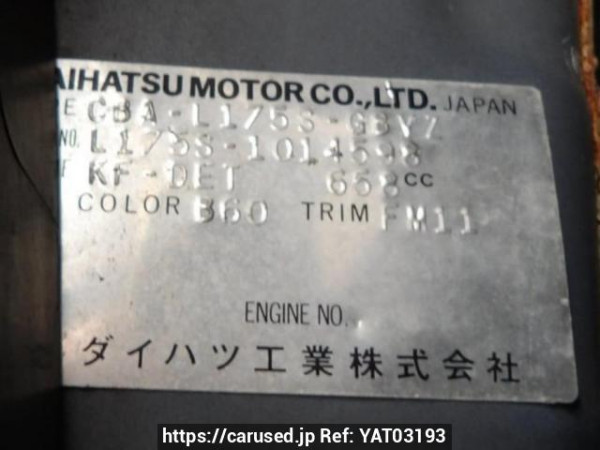 AIHATSU MOTOR CO.,LTD. JAPAN
E CBA-L175S-GBVZ
NO. L175S-1014598
KF-DET 658CC
COLOR B60 TRIM FM11
ENGINE NO.
ダイハツ工業株式会社
https://carused.jp Ref: YAT03193